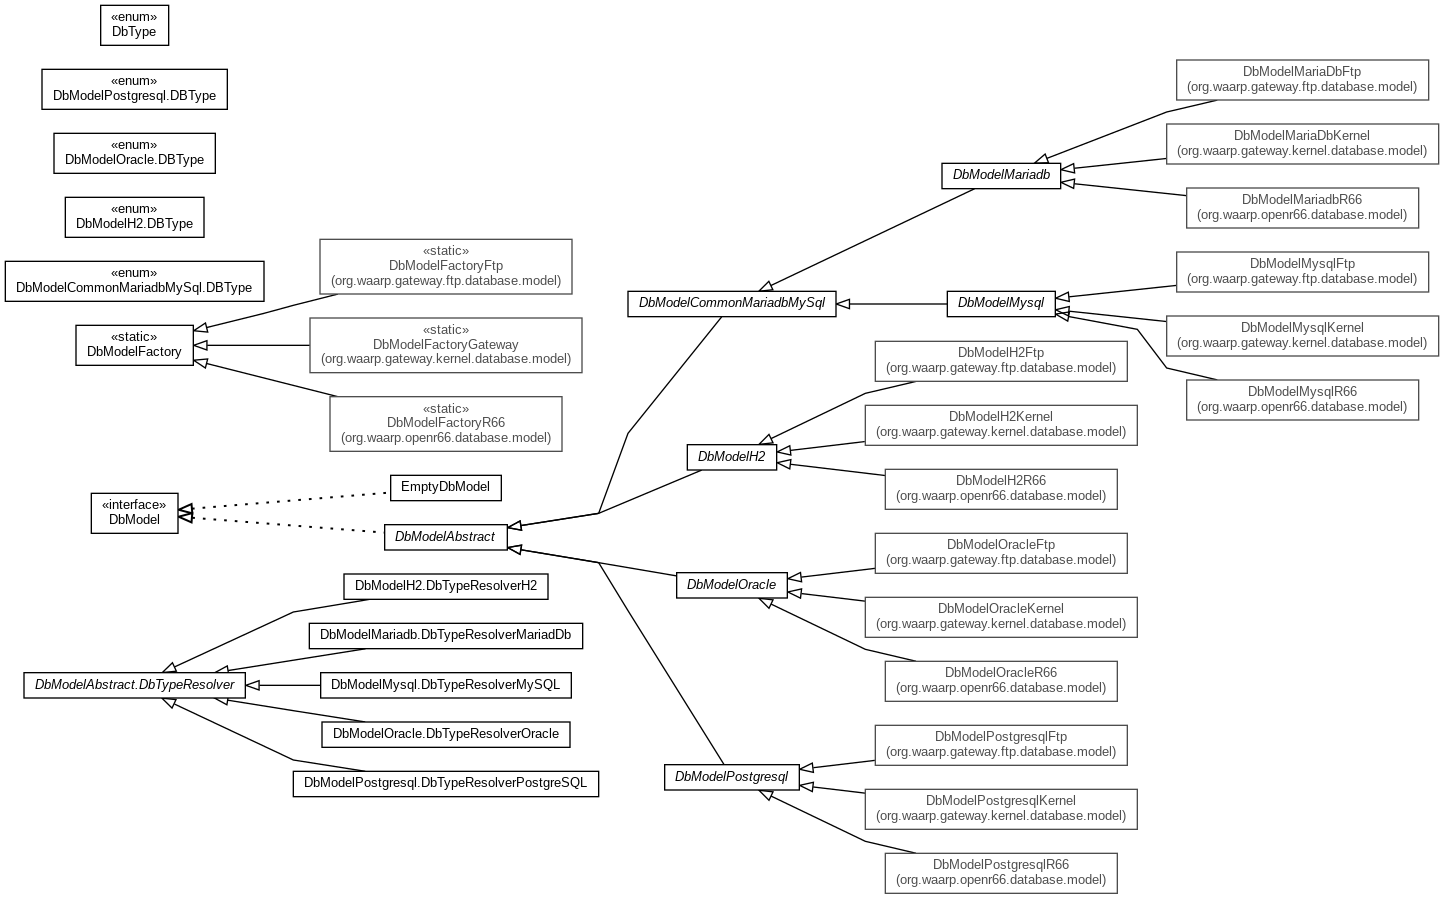 «enum»
DbType
«enum»
DbModelPostgresql.DBType
«enum»
DbModelOracle.DBType
«enum»
DbModelH2.DBType
«enum»
DbModelCommonMariadbMySql.DBType
«static»
DbModelFactory
«static»
DbModelFactoryFtp
(org.waarp.gateway.ftp.database.model)
«static»
DbModelFactoryGateway
(org.waarp.gateway.kernel.database.model)
«static»
DbModelFactoryR66
(org.waarp.openr66.database.model)
«interface»
DbModel
EmptyDbModel
DbModelAbstract
DbModelAbstract.DbTypeResolver
DbModelH2.DbTypeResolverH2
DbModelMariadb.DbTypeResolverMariadDb
DbModelMysql.DbTypeResolverMySQL
DbModelOracle.DbTypeResolverOracle
DbModelPostgresql.DbTypeResolverPostgreSQL
DbModelCommonMariadbMySql
DbModelH2
DbModelOracle
DbModelPostgresql
DbModelMariadb
DbModelMysql
DbModelMariaDbFtp
(org.waarp.gateway.ftp.database.model)
DbModelMariaDbKernel
(org.waarp.gateway.kernel.database.model)
DbModelMariadbR66
(org.waarp.openr66.database.model)
DbModelMysqlFtp
(org.waarp.gateway.ftp.database.model)
DbModelMysqlKernel
(org.waarp.gateway.kernel.database.model)
DbModelMysqlR66
(org.waarp.openr66.database.model)
DbModelH2Ftp
(org.waarp.gateway.ftp.database.model)
DbModelH2Kernel
(org.waarp.gateway.kernel.database.model)
DbModelH2R66
(org.waarp.openr66.database.model)
DbModelOracleFtp
(org.waarp.gateway.ftp.database.model)
DbModelOracleKernel
(org.waarp.gateway.kernel.database.model)
DbModelOracleR66
(org.waarp.openr66.database.model)
DbModelPostgresqlFtp
(org.waarp.gateway.ftp.database.model)
DbModelPostgresqlKernel
(org.waarp.gateway.kernel.database.model)
DbModelPostgresqlR66
(org.waarp.openr66.database.model)